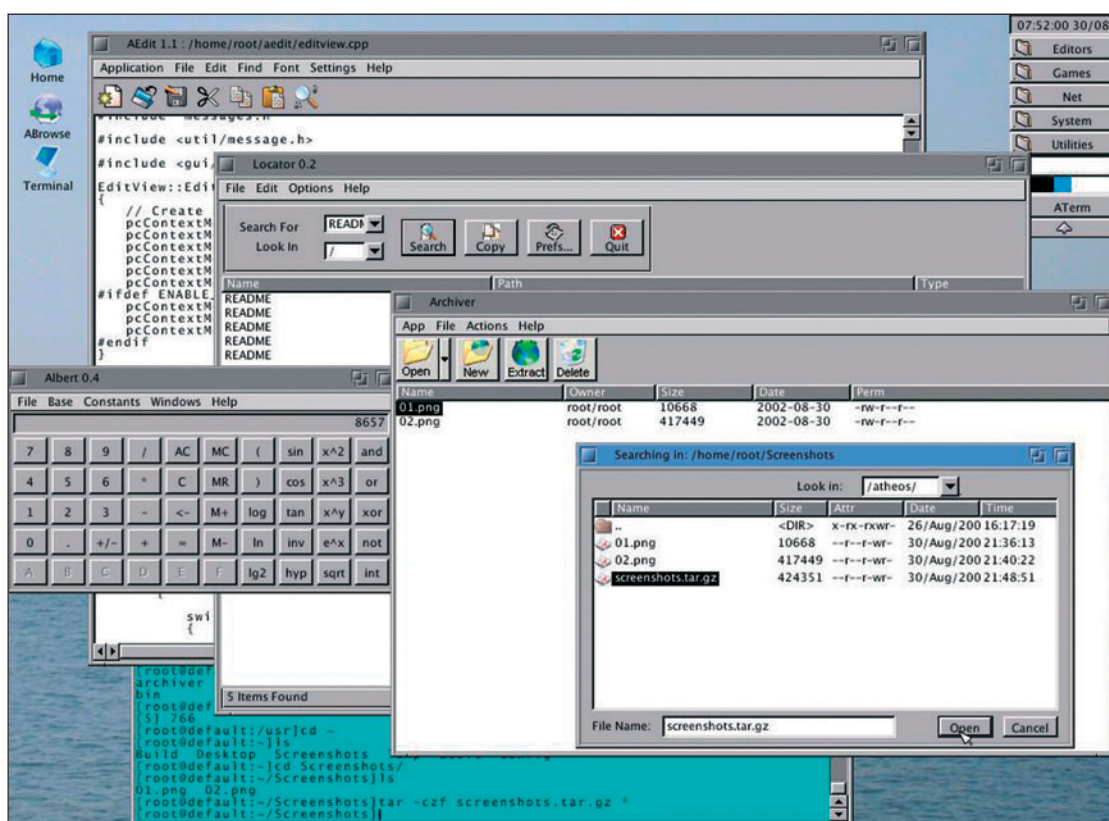 07:52:00 30/08
Editors
Games
Net
System
Utilities
ATerm
Home
ABrowse
Terminal
AEdit 1.1 : /home/root/aedit/editview.cpp
Application File Edit Find Font Settings Help
#include <util/message.h>
#include <gui/
EditView::Edi
{
// Create
pcContextM
pcContextM
pcContextM
pcContextM
pcContextM
pcContextM
#ifdef ENABLE
pcContextM
pcContextM
#endif
}
swi
{
Locator 0.2
File Edit Options Help
Search For READM
Look In /
Search Copy Prefs... Quit
Name Path Type
README
README
README
README
README
5 Items Found
Archiver
App File Actions Help
Open New Extract Delete
Name Owner Size Date Perm
01.png root/root 10668 2002-08-30 -rw-r--r--
02.png root/root 417449 2002-08-30 -rw-r--r--
Searching in: /home/root/Screenshots
Look in: /atheos/
Name Size Attr Date Time
.. <DIR> x-rx-rxwr- 26/Aug/200 16:17:19
01.png 10668 --r--r-wr- 30/Aug/200 21:36:13
02.png 417449 --r--r-wr- 30/Aug/200 21:40:22
screenshots.tar.gz 424351 --r--r-wr- 30/Aug/200 21:48:51
File Name: screenshots.tar.gz Open Cancel
Albert 0.4
File Base Constants Windows Help
8657
7 8 9 / AC MC ( sin x^2 and
4 5 6 * C MR ) cos x^3 or
1 2 3 - <- M+ log tan x^y xor
0 . +/- + = M- ln inv e^x not
A B C D E F lg2 hyp sqrt int
[root@def
archiver
bin
[root@def
[5] 766
[root@default:/usr]cd ~
[root@default:~]ls
Build Desktop Screenshots
[root@default:~]cd Screenshots/
[root@default:~/Screenshots]ls
01.png 02.png
[root@default:~/Screenshots]tar -czf screenshots.tar.gz *
[root@default:~/Screenshots]